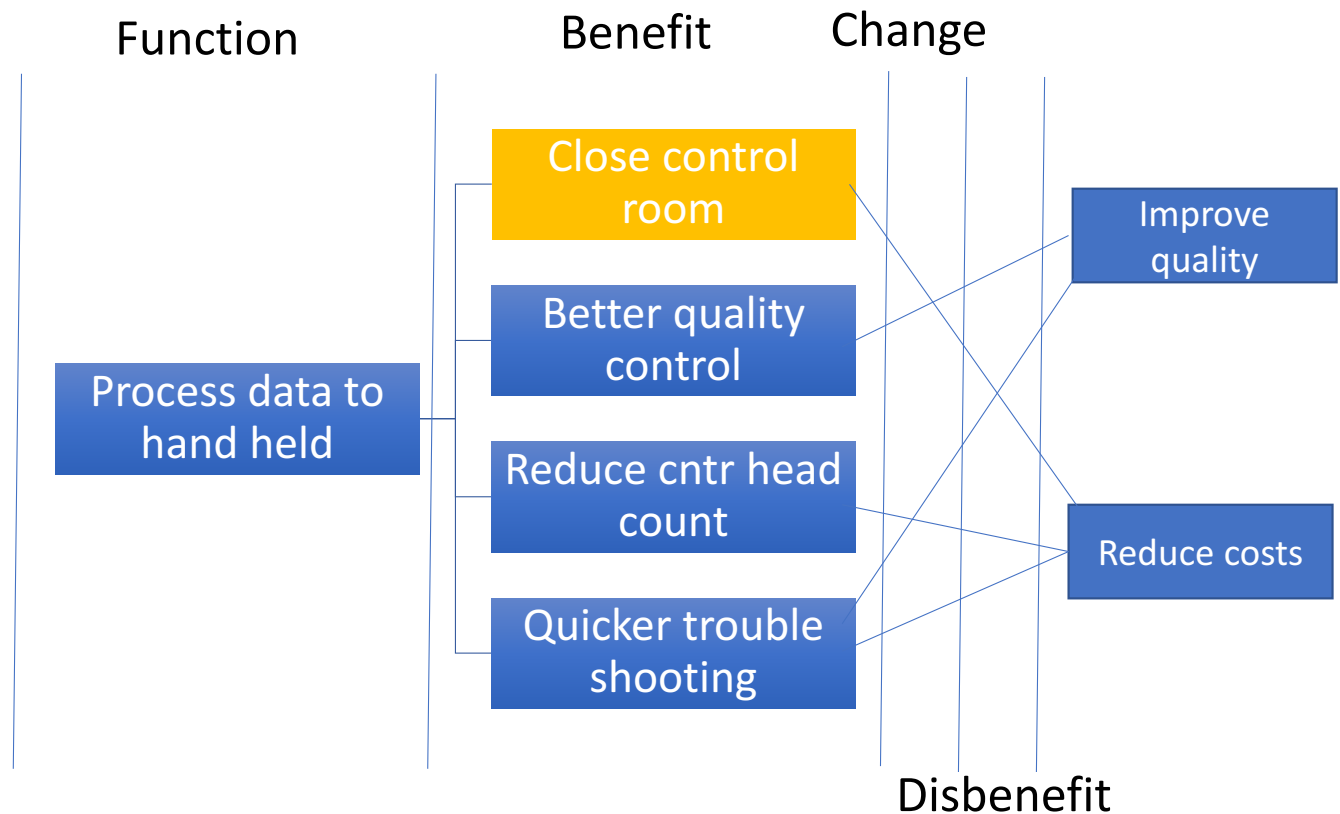 Function
Benefit
Change
Close control
room
Improve
quality
Better quality
control
Process data to
hand held
Reduce cntr head
count
Reduce costs
Quicker trouble
shooting
Disbenefit